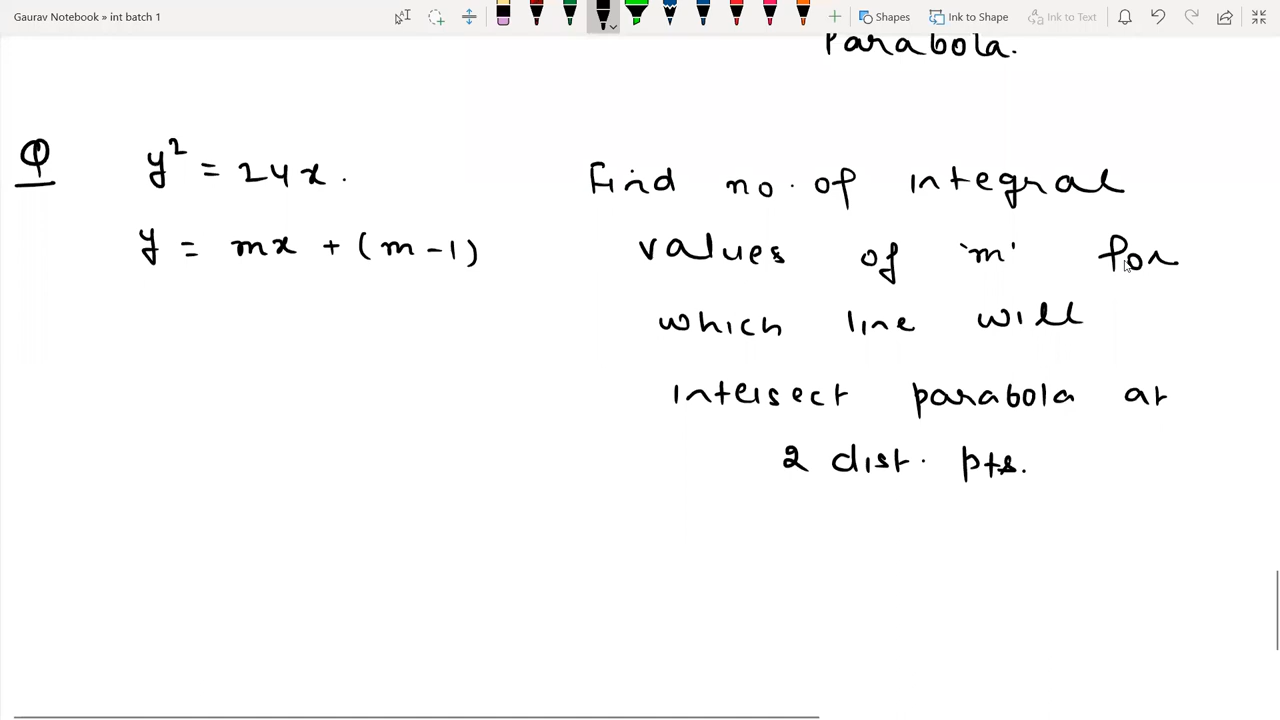 Gaurav Notebook » int batch 1
Shapes
Ink to Shape
Ink to Text
Parabola.
Q y² = 24x. Find no. of integral
y = mx + (m-1) values of 'm' for
which line will
intersect parabola at
2 dist. pts.